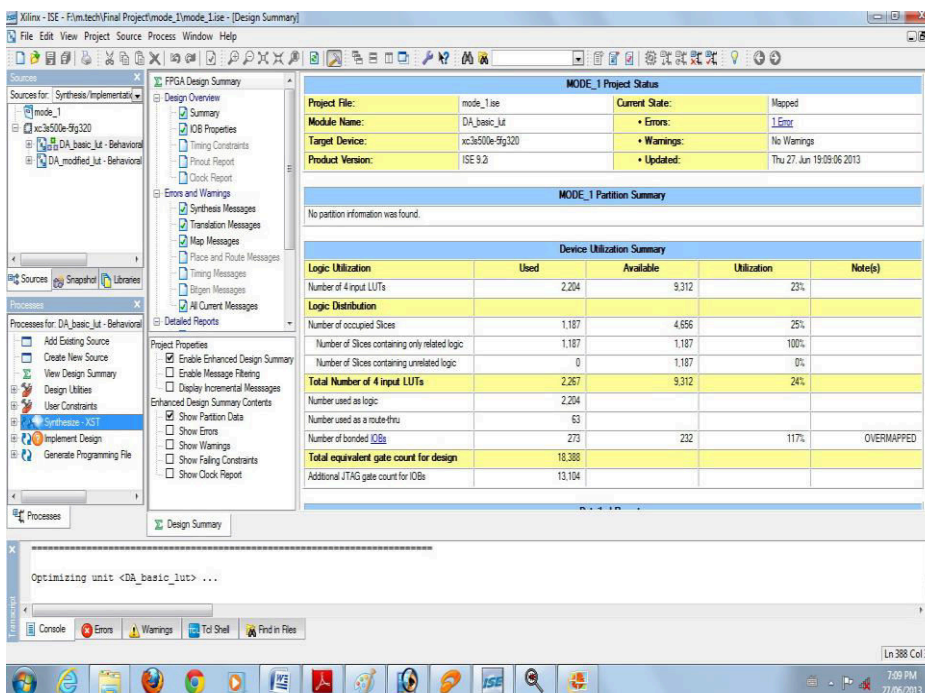 Xilinx - ISE - F:\m.tech\Final Project\mode_1\mode_1.ise - [Design Summary]
File Edit View Project Source Process Window Help
Sources
Sources for: Synthesis/Implementati
mode_1
xc3s500e-5fg320
DA_basic_lut - Behavioral
DA_modified_lut - Behavioral
Sources Snapshot Libraries
Processes
Processes for: DA_basic_lut - Behavioral
Add Existing Source
Create New Source
View Design Summary
Design Utilities
User Constraints
Synthesize - XST
Implement Design
Generate Programming File
Processes
FPGA Design Summary
Design Overview
Summary
IOB Properties
Timing Constraints
Pinout Report
Clock Report
Errors and Warnings
Synthesis Messages
Translation Messages
Map Messages
Place and Route Messages
Timing Messages
Bitgen Messages
All Current Messages
Detailed Reports
Project Properties
Enable Enhanced Design Summary
Enable Message Filtering
Display Incremental Messsages
Enhanced Design Summary Contents
Show Partition Data
Show Errors
Show Warnings
Show Failing Constraints
Show Clock Report
Design Summary
MODE_1 Project Status
Project File: mode_1.ise Current State: Mapped
Module Name: DA_basic_lut • Errors: 1 Error
Target Device: xc3s500e-5fg320 • Warnings: No Warnings
Product Version: ISE 9.2i • Updated: Thu 27. Jun 19:09:06 2013
MODE_1 Partition Summary
No partition information was found.
Device Utilization Summary
Logic Utilization Used Available Utilization Note(s)
Number of 4 input LUTs 2,204 9,312 23%
Logic Distribution
Number of occupied Slices 1,187 4,656 25%
Number of Slices containing only related logic 1,187 1,187 100%
Number of Slices containing unrelated logic 0 1,187 0%
Total Number of 4 input LUTs 2,267 9,312 24%
Number used as logic 2,204
Number used as a route-thru 63
Number of bonded IOBs 273 232 117% OVERMAPPED
Total equivalent gate count for design 18,388
Additional JTAG gate count for IOBs 13,104
Transcript
Optimizing unit <DA_basic_lut> ...
Console Errors Warnings Tcl Shell Find in Files
Ln 388 Col
ISE
7:09 PM
27/06/2013